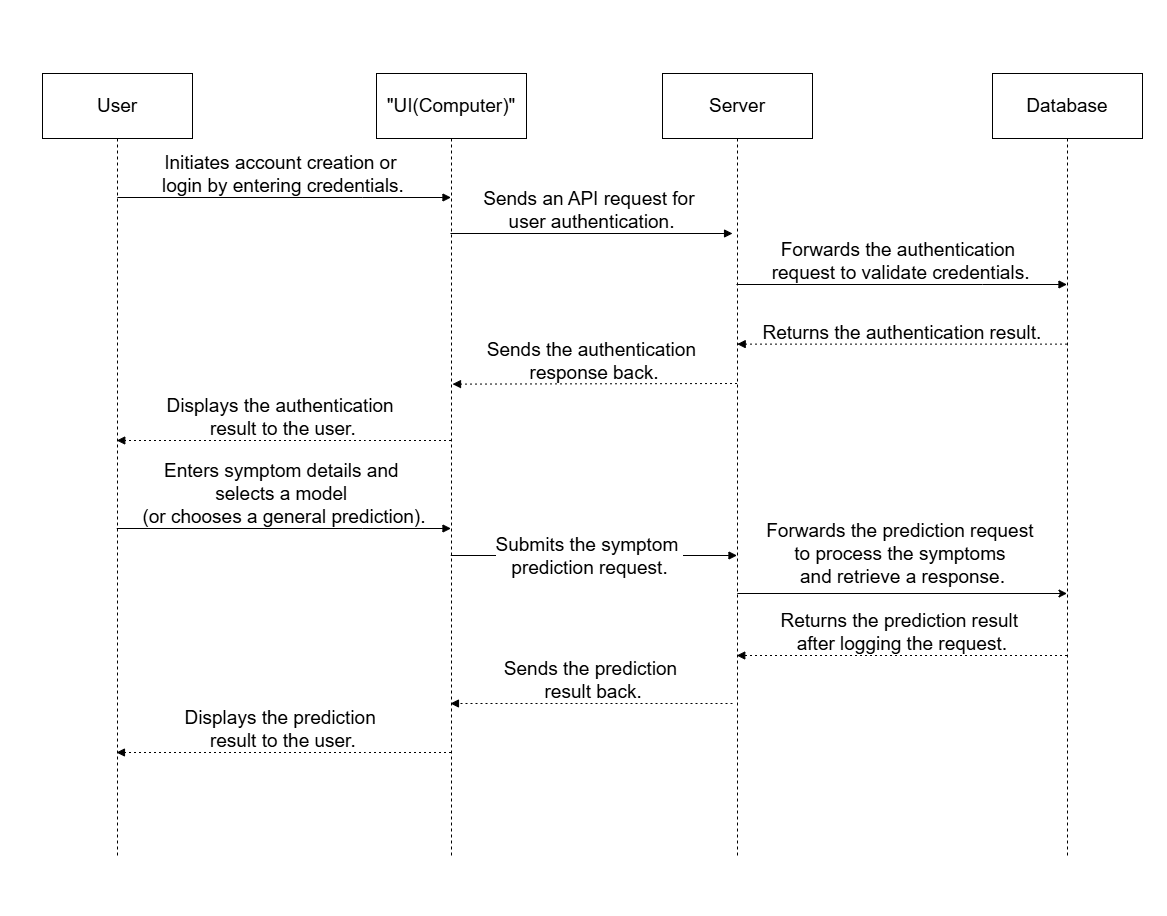 User
"UI(Computer)"
Server
Database
Initiates account creation or
login by entering credentials.
Sends an API request for
user authentication.
Forwards the authentication
request to validate credentials.
Returns the authentication result.
Sends the authentication
response back.
Displays the authentication
result to the user.
Enters symptom details and
selects a model
(or chooses a general prediction).
Submits the symptom
prediction request.
Forwards the prediction request
to process the symptoms
and retrieve a response.
Returns the prediction result
after logging the request.
Sends the prediction
result back.
Displays the prediction
result to the user.